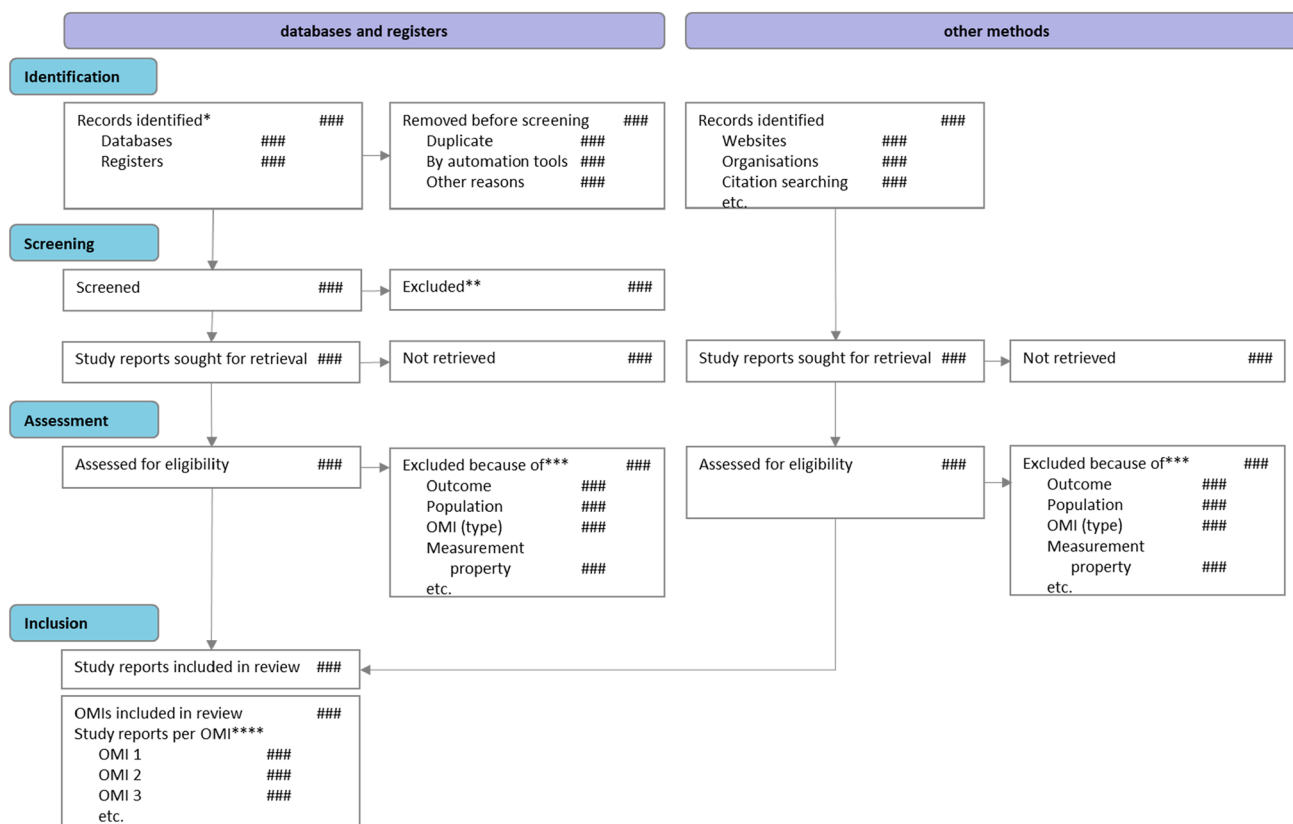 databases and registers
other methods
Identification
Records identified* ###
Databases ###
Registers ###
Removed before screening ###
Duplicate ###
By automation tools ###
Other reasons ###
Records identified ###
Websites ###
Organisations ###
Citation searching ###
etc.
Screening
Screened ###
Excluded** ###
Study reports sought for retrieval ###
Not retrieved ###
Study reports sought for retrieval ###
Not retrieved ###
Assessment
Assessed for eligibility ###
Excluded because of*** ###
Outcome ###
Population ###
OMI (type) ###
Measurement
property ###
etc.
Assessed for eligibility ###
Excluded because of*** ###
Outcome ###
Population ###
OMI (type) ###
Measurement
property ###
etc.
Inclusion
Study reports included in review ###
OMIs included in review ###
Study reports per OMI****
OMI 1 ###
OMI 2 ###
OMI 3 ###
etc.